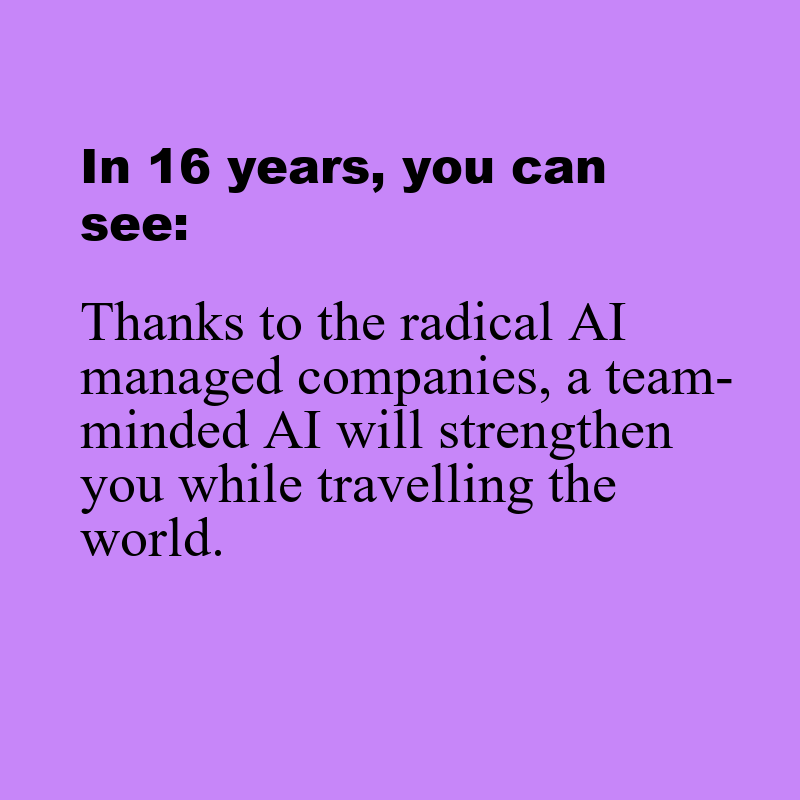 In 16 years, you can
see:
Thanks to the radical AI
managed companies, a team-
minded AI will strengthen
you while travelling the
world.